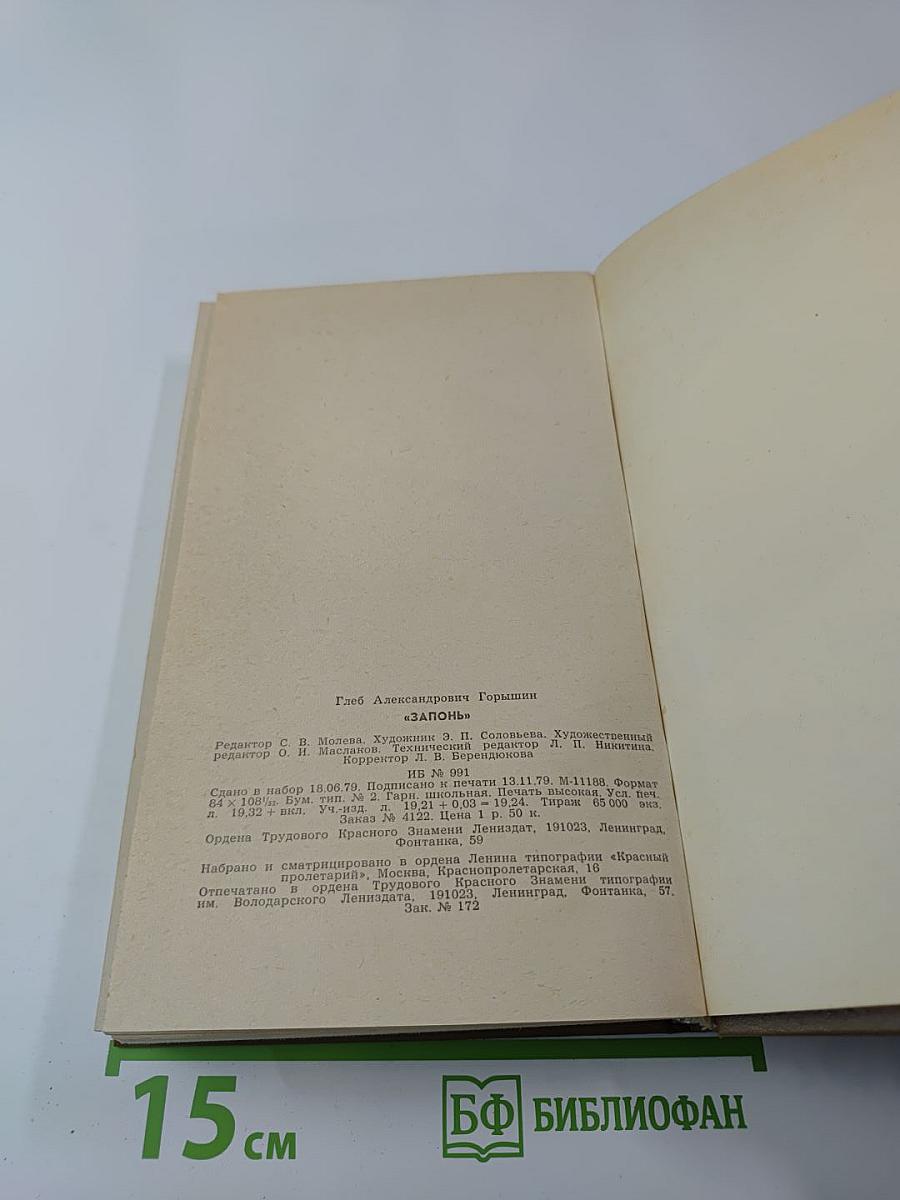 Глеб Александрович Горышин
«ЗАПОНЬ»
Редактор С. В. Молева. Художник Э. П. Соловьева. Художественный
редактор О. И. Маслаков. Технический редактор Л. П. Никитина.
Корректор Л. В. Берендюкова
ИБ № 991
Сдано в набор 18.06.79. Подписано к печати 13.11.79. М-11188. Формат
84 × 108¹/₃₂. Бум. тип. № 2. Гарн. школьная. Печать высокая. Усл. печ.
л. 19,32 + вкл. Уч.-изд. л. 19,21 + 0,03 = 19,24. Тираж 65 000 экз.
Заказ № 4122. Цена 1 р. 50 к.
Ордена Трудового Красного Знамени Лениздат, 191023, Ленинград,
Фонтанка, 59
Набрано и сматрицировано в ордена Ленина типографии «Красный
пролетарий», Москва, Краснопролетарская, 16
Отпечатано в ордена Трудового Красного Знамени типографии
им. Володарского Лениздата, 191023, Ленинград, Фонтанка, 57.
Зак. № 172
15 см
БФ БИБЛИОФАН